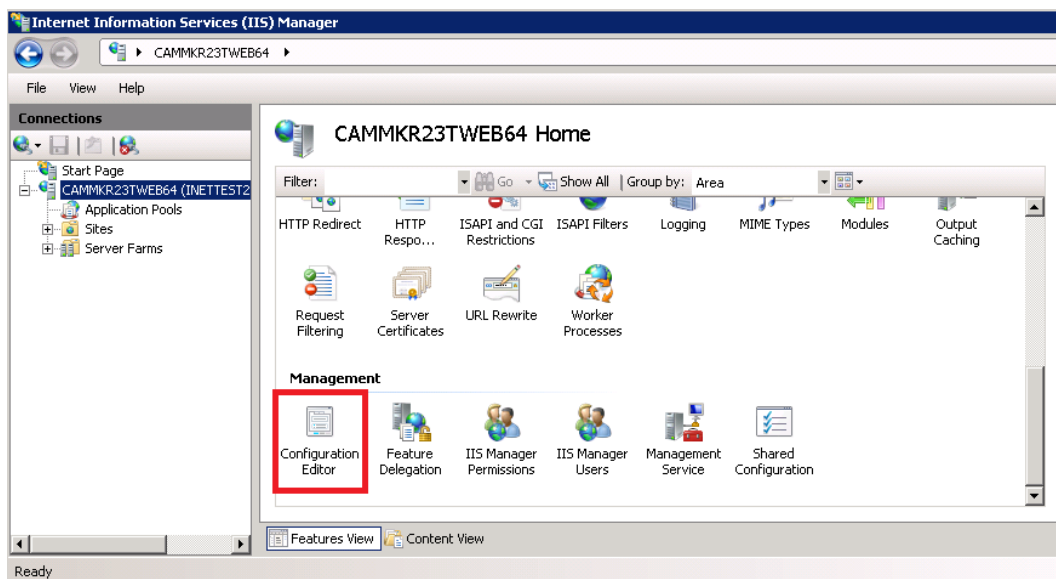 Internet Information Services (IIS) Manager
CAMMKR23TWEB64
File View Help
Connections
Start Page
CAMMKR23TWEB64 (INETTEST2
Application Pools
Sites
Server Farms
CAMMKR23TWEB64 Home
Filter: Go Show All Group by: Area
HTTP Redirect HTTP ISAPI and CGI ISAPI Filters Logging MIME Types Modules Output
Respo... Restrictions Caching
Request Server URL Rewrite Worker
Filtering Certificates Processes
Management
Configuration Feature IIS Manager IIS Manager Management Shared
Editor Delegation Permissions Users Service Configuration
Features View Content View
Ready